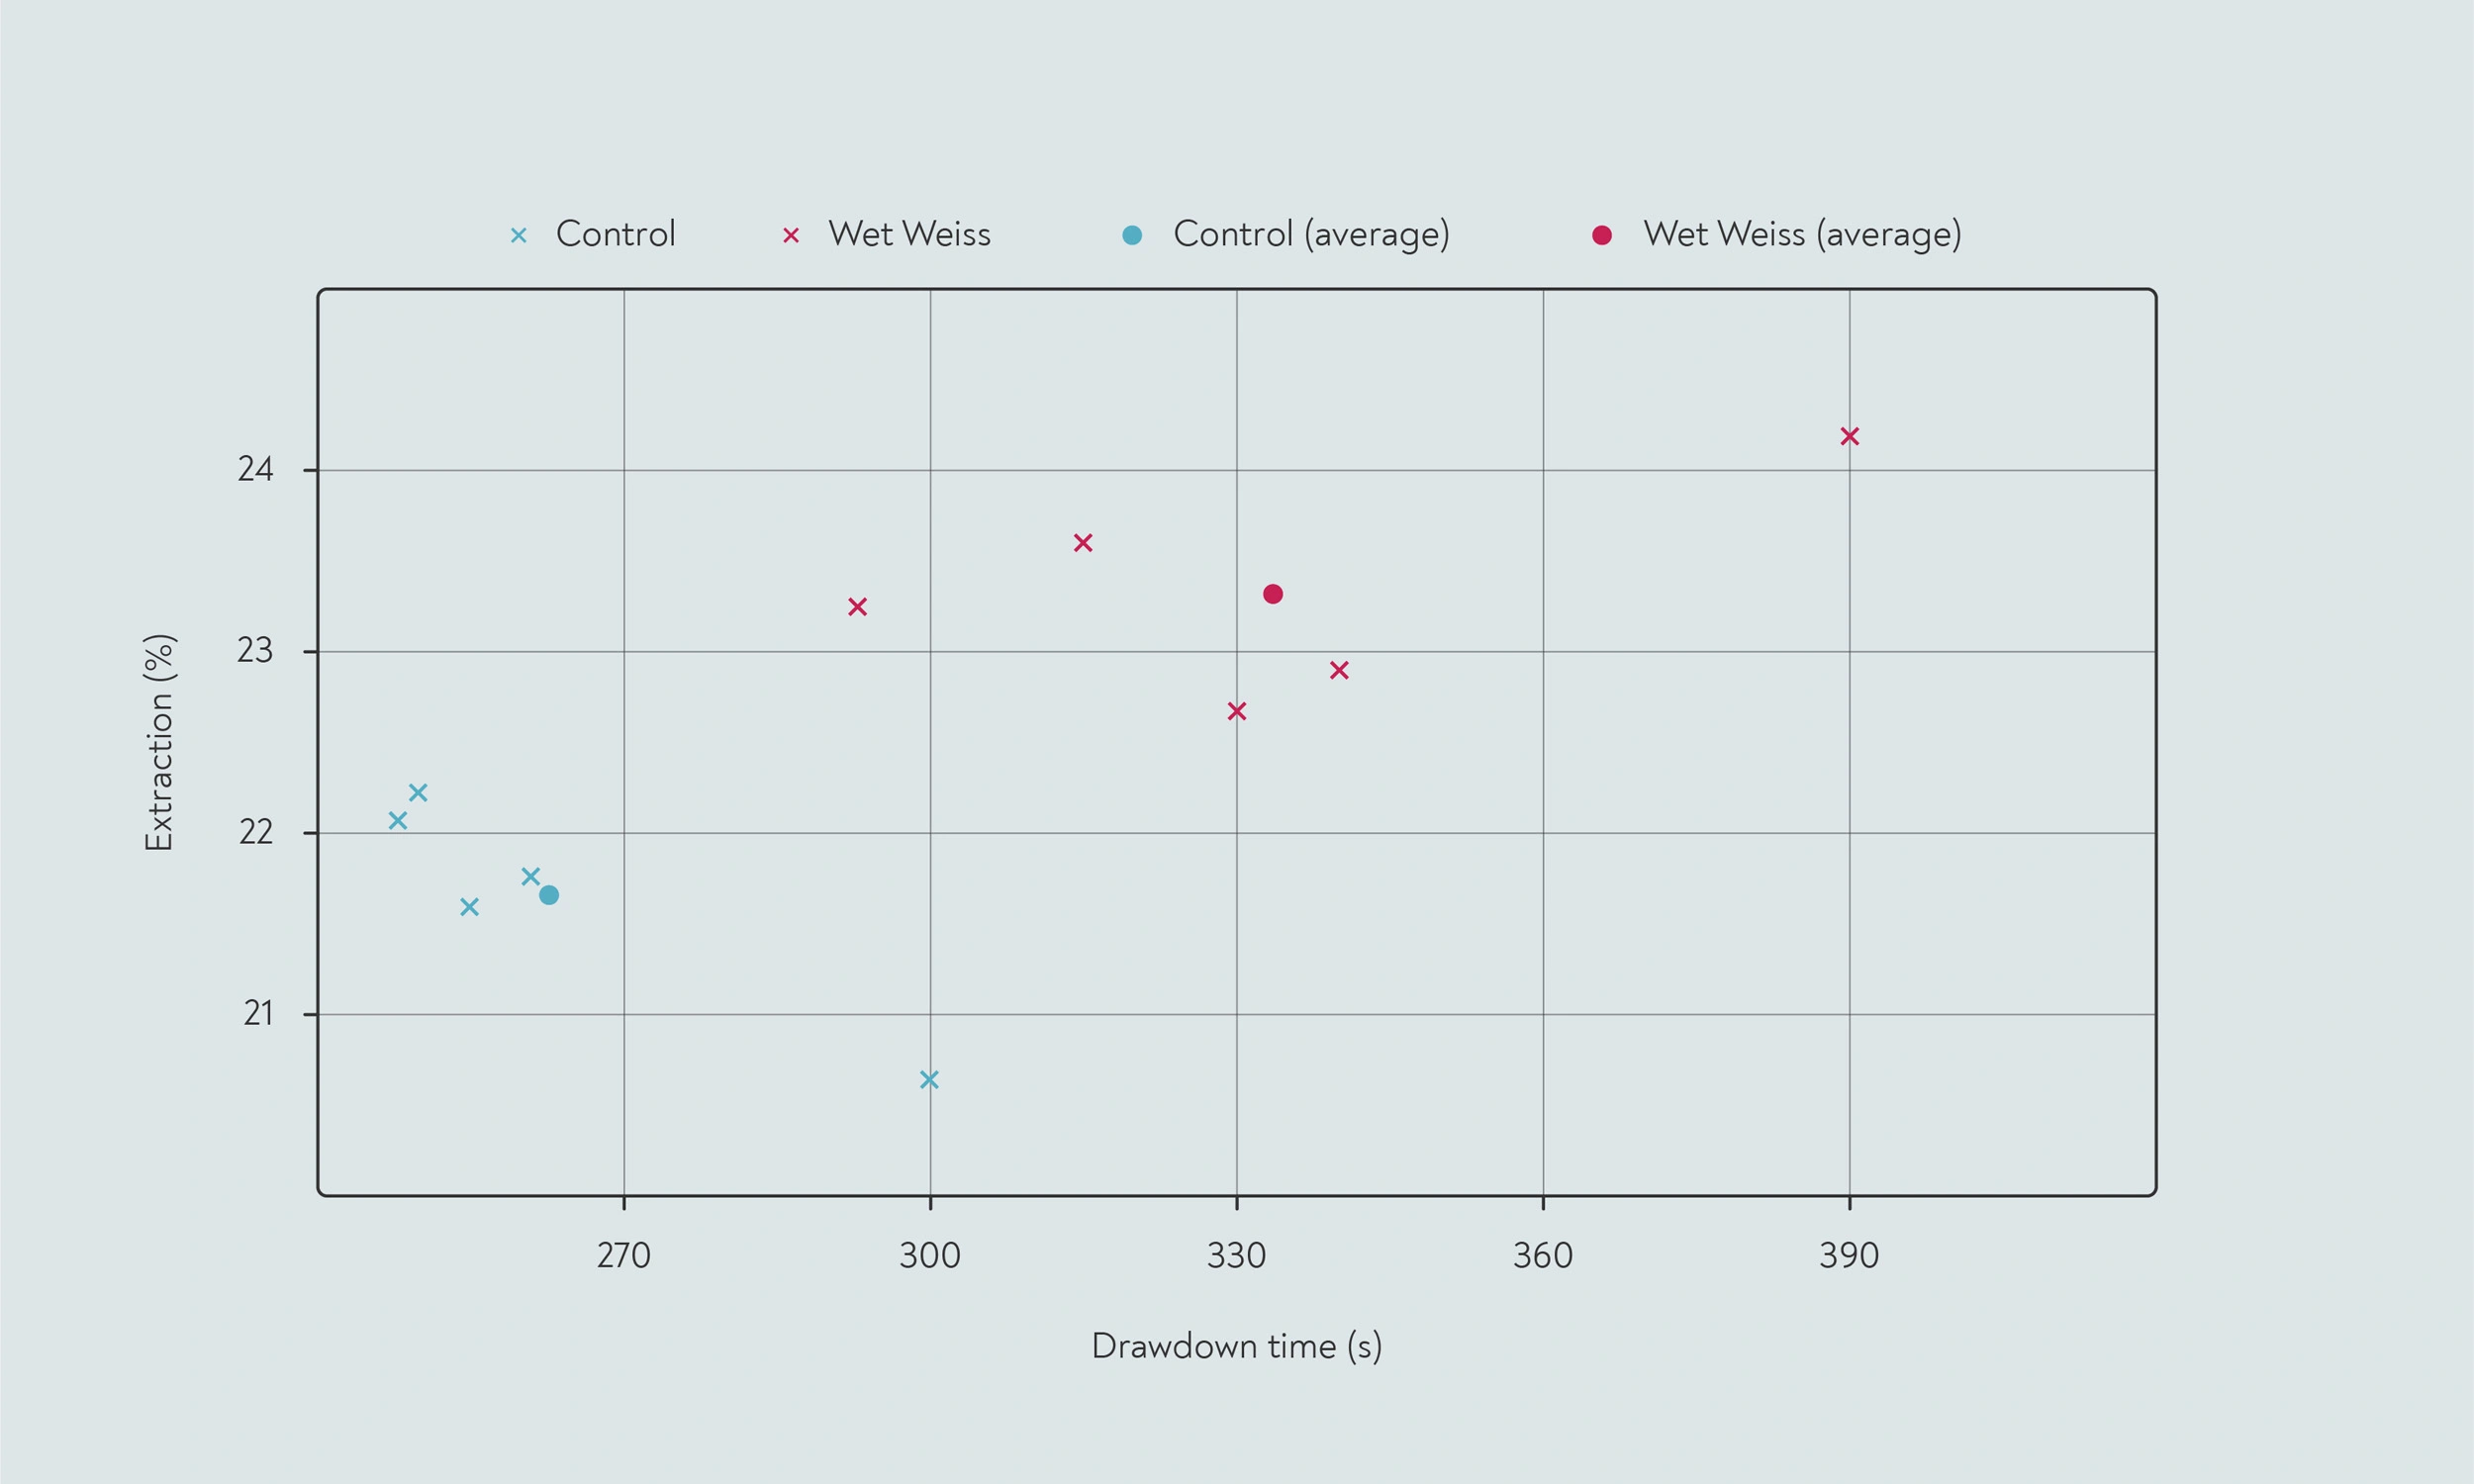 Control Wet Weiss Control (average) Wet Weiss (average)
24
23
22
21
Extraction (%)
270 300 330 360 390
Drawdown time (s)